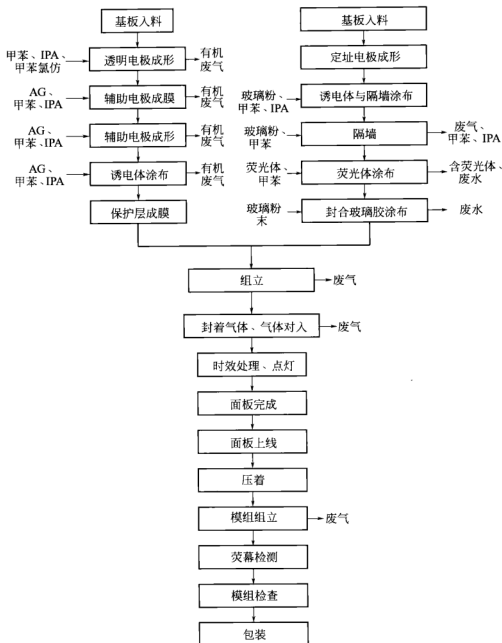 基板入料
甲苯、IPA、
甲苯氯仿
透明电极成形
有机
废气
AG、
甲苯、IPA
辅助电极成膜
有机
废气
AG、
甲苯、IPA
辅助电极成形
有机
废气
AG、
甲苯、IPA
诱电体涂布
有机
废气
保护层成膜
基板入料
定址电极成形
玻璃粉、
甲苯、IPA
诱电体与隔墙涂布
玻璃粉、
甲苯
隔墙
废气、
甲苯、IPA
荧光体、
甲苯
荧光体涂布
含荧光体、
废水
玻璃粉
末
封合玻璃胶涂布
废水
组立
废气
封着气体、气体对入
废气
时效处理、点灯
面板完成
面板上线
压着
模组组立
废气
荧幕检测
模组检查
包装